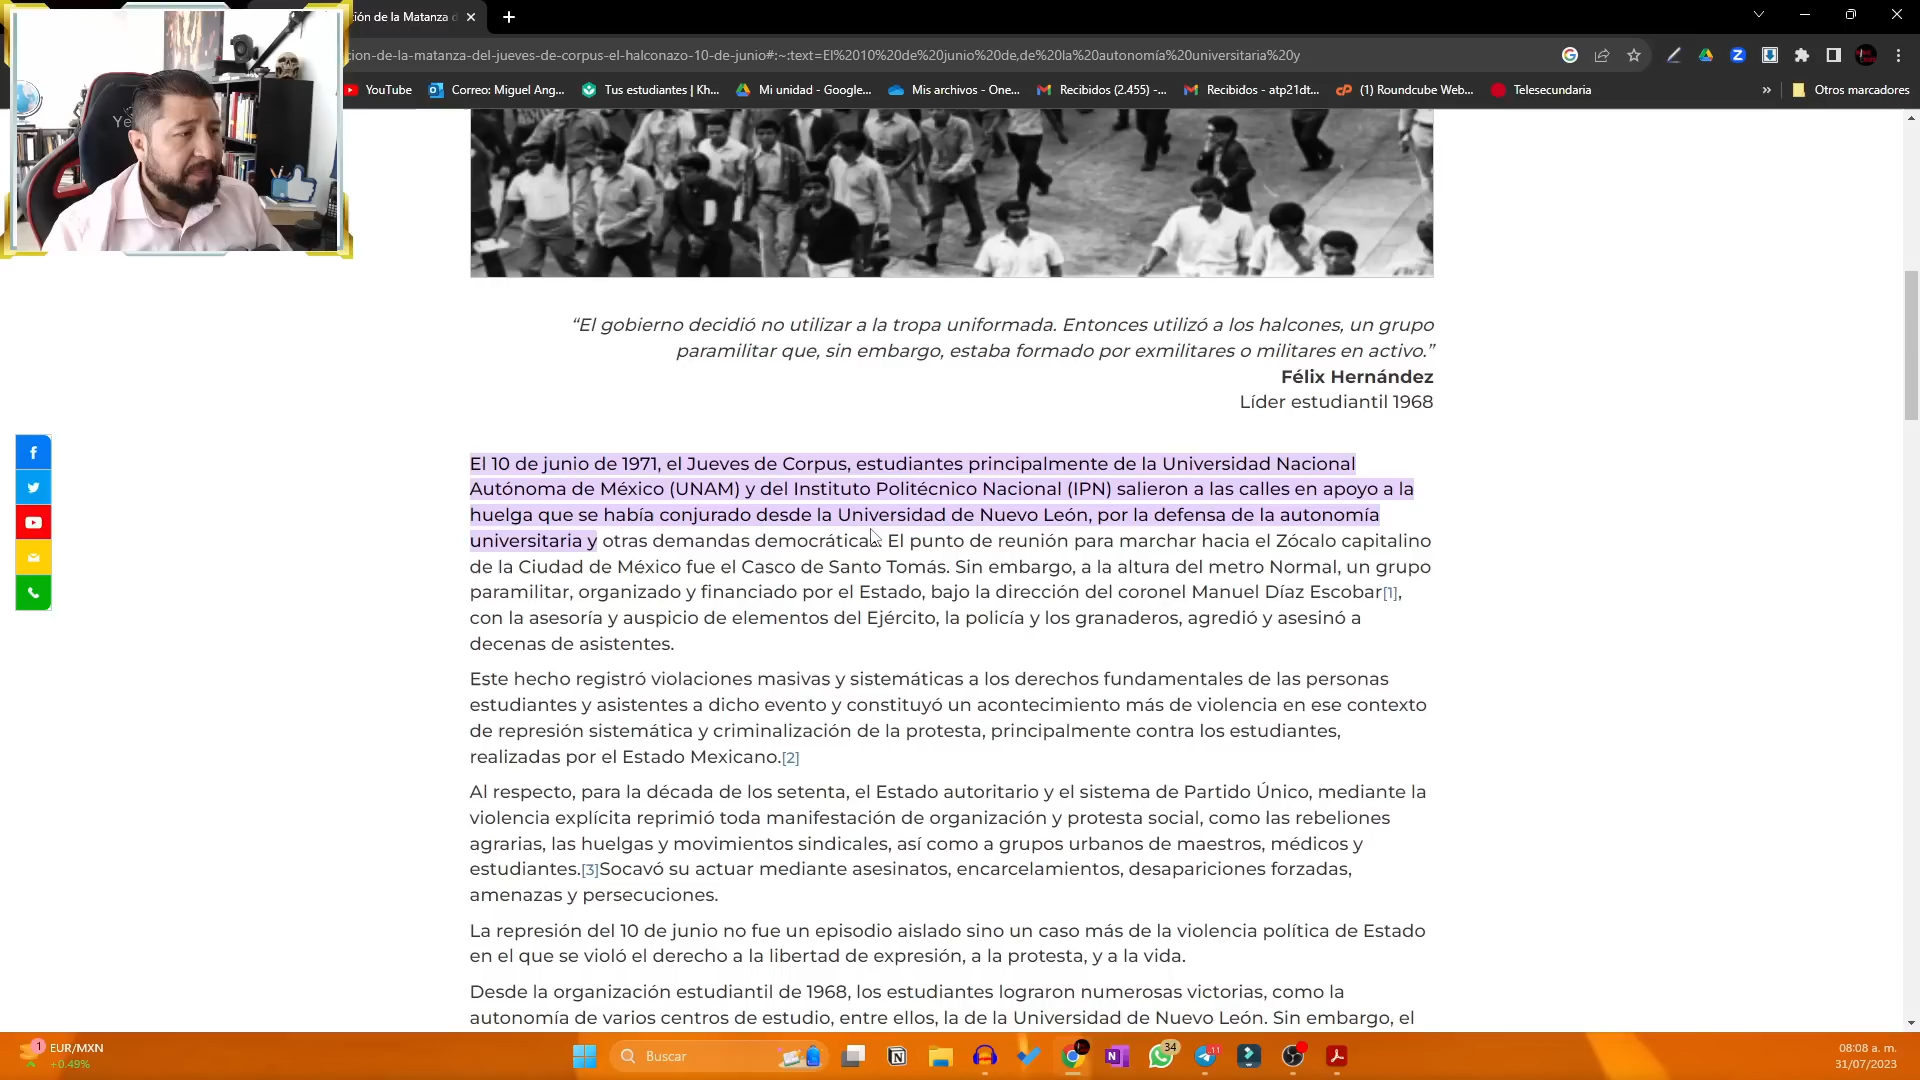 ión de la Matanza d
cion-de-la-matanza-del-jueves-de-corpus-el-halconazo-10-de-junio#:~:text=El%2010%20de%20junio%20de,de%20la%20autonomía%20universitaria%20y
YouTube
Correo: Miguel Ang...
Tus estudiantes | Kh...
Mi unidad - Google...
Mis archivos - One...
Recibidos (2.455) -...
Recibidos - atp21dt...
(1) Roundcube Web...
Telesecundaria
»
Otros marcadores
“El gobierno decidió no utilizar a la tropa uniformada. Entonces utilizó a los halcones, un grupo
paramilitar que, sin embargo, estaba formado por exmilitares o militares en activo.”
Félix Hernández
Líder estudiantil 1968
El 10 de junio de 1971, el Jueves de Corpus, estudiantes principalmente de la Universidad Nacional
Autónoma de México (UNAM) y del Instituto Politécnico Nacional (IPN) salieron a las calles en apoyo a la
huelga que se había conjurado desde la Universidad de Nuevo León, por la defensa de la autonomía
universitaria y otras demandas democráticas. El punto de reunión para marchar hacia el Zócalo capitalino
de la Ciudad de México fue el Casco de Santo Tomás. Sin embargo, a la altura del metro Normal, un grupo
paramilitar, organizado y financiado por el Estado, bajo la dirección del coronel Manuel Díaz Escobar[1],
con la asesoría y auspicio de elementos del Ejército, la policía y los granaderos, agredió y asesinó a
decenas de asistentes.
Este hecho registró violaciones masivas y sistemáticas a los derechos fundamentales de las personas
estudiantes y asistentes a dicho evento y constituyó un acontecimiento más de violencia en ese contexto
de represión sistemática y criminalización de la protesta, principalmente contra los estudiantes,
realizadas por el Estado Mexicano.[2]
Al respecto, para la década de los setenta, el Estado autoritario y el sistema de Partido Único, mediante la
violencia explícita reprimió toda manifestación de organización y protesta social, como las rebeliones
agrarias, las huelgas y movimientos sindicales, así como a grupos urbanos de maestros, médicos y
estudiantes.[3]Socavó su actuar mediante asesinatos, encarcelamientos, desapariciones forzadas,
amenazas y persecuciones.
La represión del 10 de junio no fue un episodio aislado sino un caso más de la violencia política de Estado
en el que se violó el derecho a la libertad de expresión, a la protesta, y a la vida.
Desde la organización estudiantil de 1968, los estudiantes lograron numerosas victorias, como la
autonomía de varios centros de estudio, entre ellos, la de la Universidad de Nuevo León. Sin embargo, el
1
EUR/MXN
+0.49%
Buscar
34
11
08:08 a. m.
31/07/2023